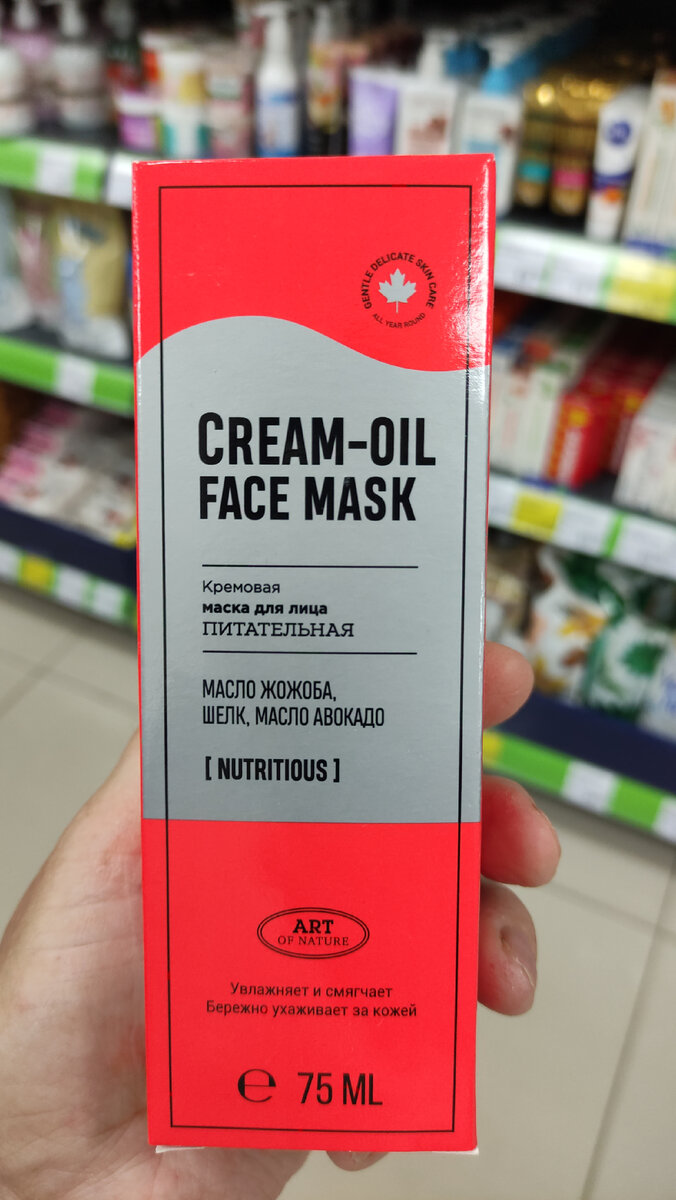 GENTLE DELICATE SKIN CARE
ALL YEAR ROUND
CREAM-OIL
FACE MASK
Кремовая
маска для лица
ПИТАТЕЛЬНАЯ
МАСЛО ЖОЖОБА,
ШЕЛК, МАСЛО АВОКАДО
[ NUTRITIOUS ]
ART
OF NATURE
Увлажняет и смягчает
Бережно ухаживает за кожей
℮ 75 ML